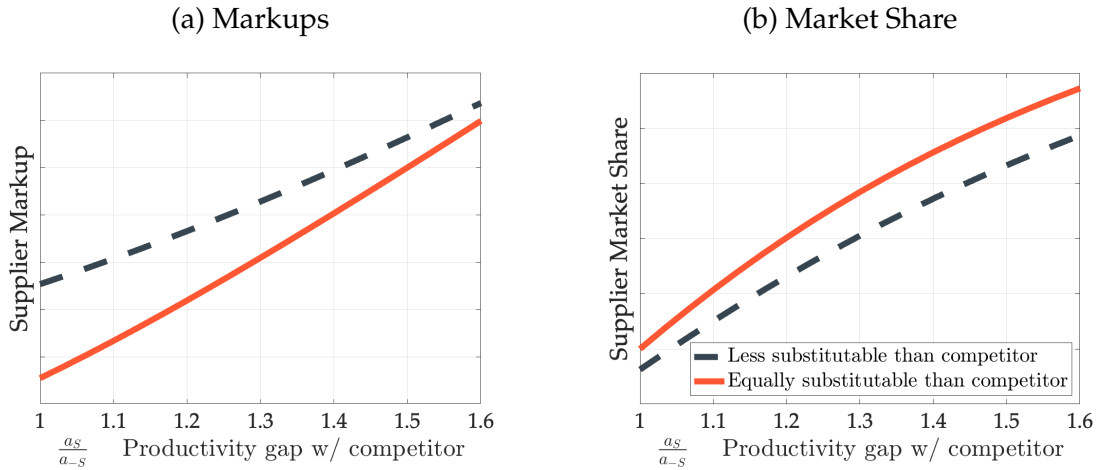 (a) Markups
Supplier Markup
1 1.1 1.2 1.3 1.4 1.5 1.6
a_S / a_{-S} Productivity gap w/ competitor
(b) Market Share
Supplier Market Share
Less substitutable than competitor
Equally substitutable than competitor
1 1.1 1.2 1.3 1.4 1.5 1.6
a_S / a_{-S} Productivity gap w/ competitor